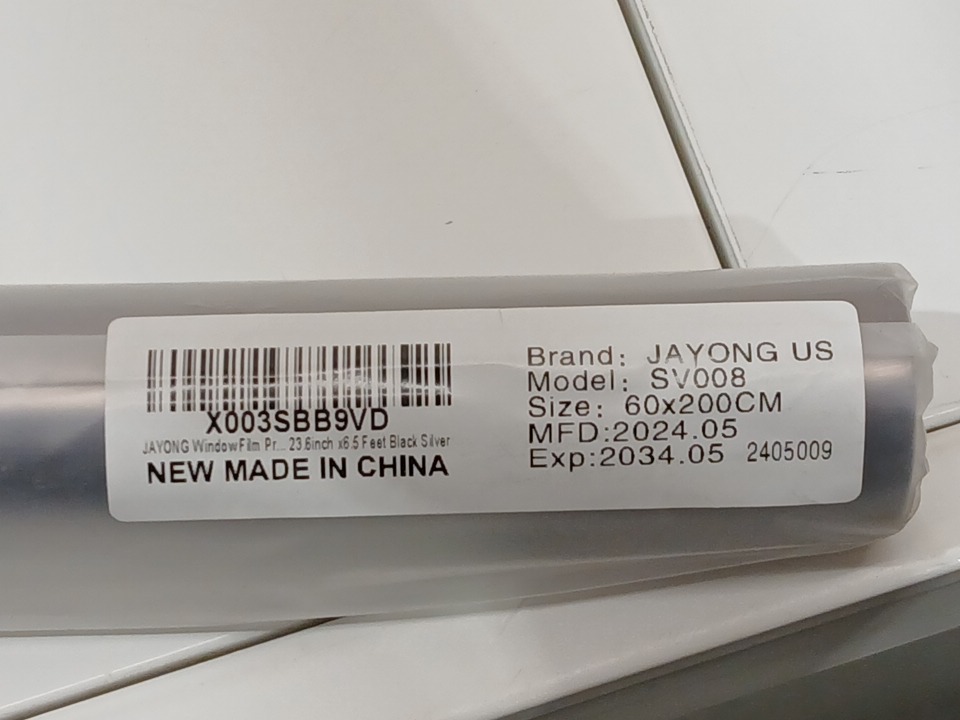 X003SBB9VD
JAYONG Window Film Pr... 23.6inch x6.5 Feet Black Silver
NEW MADE IN CHINA
Brand: JAYONG US
Model: SV008
Size: 60x200CM
MFD:2024.05
Exp:2034.05 2405009